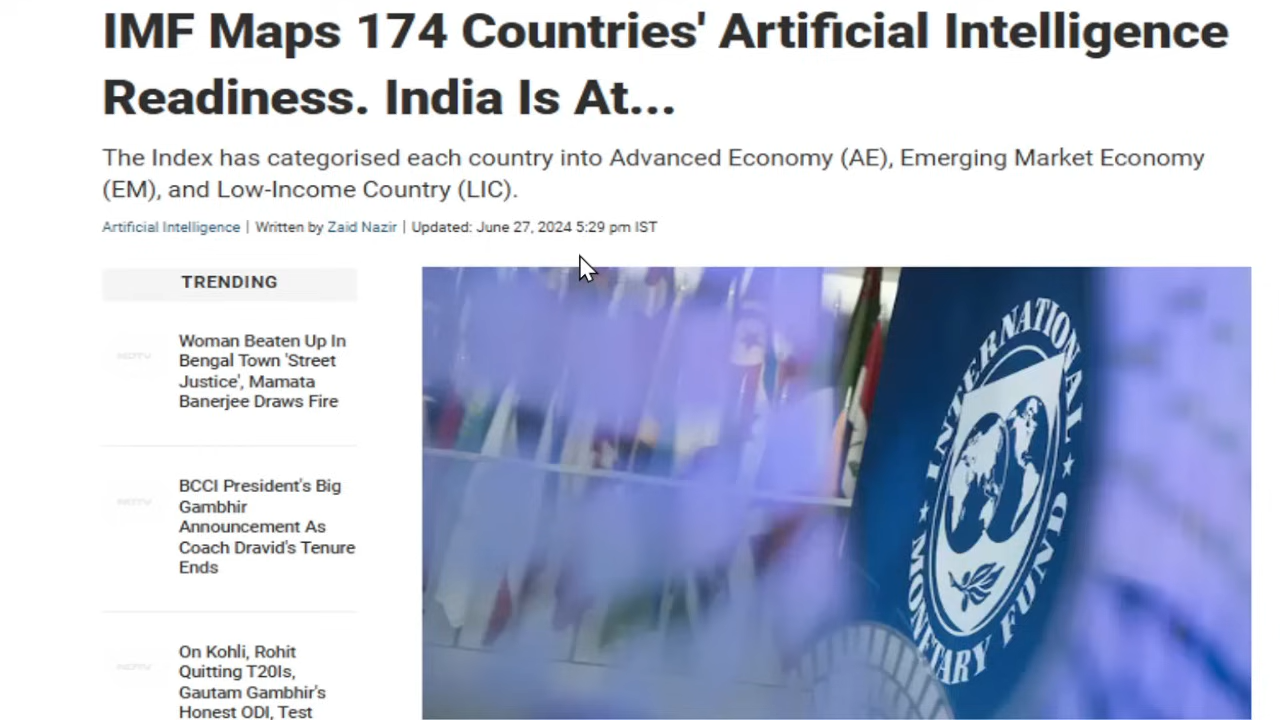 IMF Maps 174 Countries' Artificial Intelligence
Readiness. India Is At...
The Index has categorised each country into Advanced Economy (AE), Emerging Market Economy
(EM), and Low-Income Country (LIC).
Artificial Intelligence | Written by Zaid Nazir | Updated: June 27, 2024 5:29 pm IST
TRENDING
NDTV
Woman Beaten Up In
Bengal Town 'Street
Justice', Mamata
Banerjee Draws Fire
NDTV
BCCI President's Big
Gambhir
Announcement As
Coach Dravid's Tenure
Ends
NDTV
On Kohli, Rohit
Quitting T20Is,
Gautam Gambhir's
Honest ODI, Test
INTERNATIONAL
MONETARY FUND